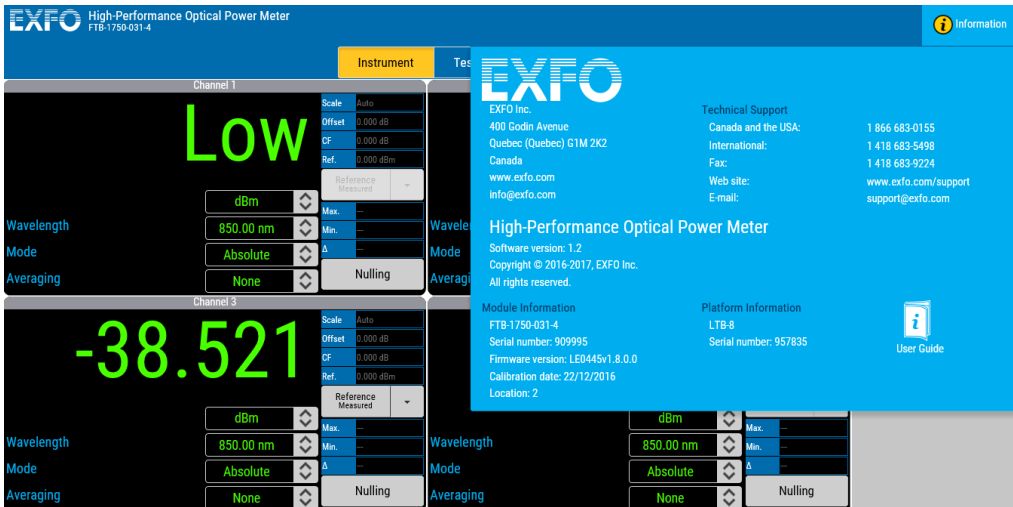 EXFO High-Performance Optical Power Meter
FTB-1750-031-4
Information
Instrument
Tes
Channel 1
Low
Scale Auto
Offset 0.000 dB
CF 0.000 dB
Ref. 0.000 dBm
Reference
Measured
dBm
Max. --
Wavelength 850.00 nm Min. --
Mode Absolute Δ --
Averaging None Nulling
Wavele
Mode
Averagi
EXFO
EXFO Inc.
400 Godin Avenue
Quebec (Quebec) G1M 2K2
Canada
www.exfo.com
info@exfo.com
Technical Support
Canada and the USA: 1 866 683-0155
International: 1 418 683-5498
Fax: 1 418 683-9224
Web site: www.exfo.com/support
E-mail: support@exfo.com
High-Performance Optical Power Meter
Software version: 1.2
Copyright © 2016-2017, EXFO Inc.
All rights reserved.
Module Information
FTB-1750-031-4
Serial number: 909995
Firmware version: LE0445v1.8.0.0
Calibration date: 22/12/2016
Location: 2
Platform Information
LTB-8
Serial number: 957835
User Guide
Channel 3
-38.521
Scale Auto
Offset 0.000 dB
CF 0.000 dB
Ref. 0.000 dBm
Reference
Measured
dBm
Max. --
Wavelength 850.00 nm Min. --
Mode Absolute Δ --
Averaging None Nulling
dBm
Max. --
Wavelength 850.00 nm Min. --
Mode Absolute Δ --
Averaging None Nulling